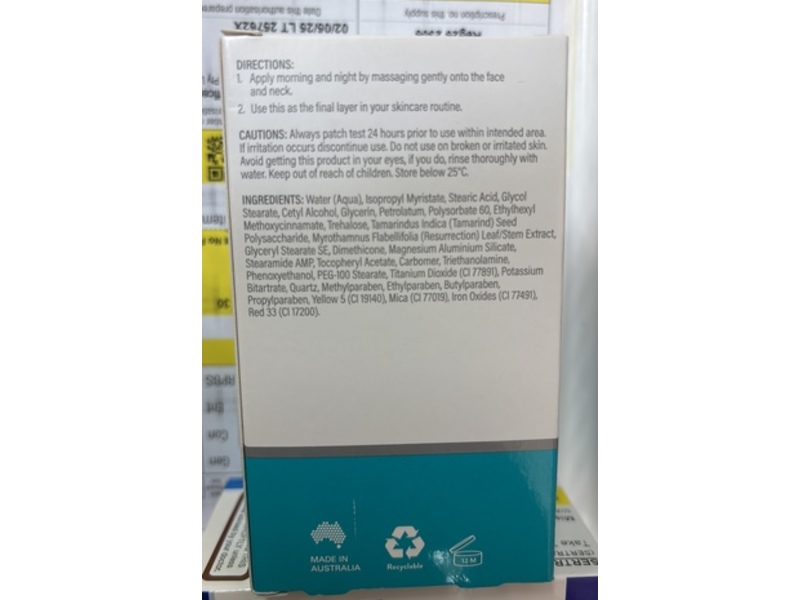 DIRECTIONS:
1. Apply morning and night by massaging gently onto the face
and neck.
2. Use this as the final layer in your skincare routine.
CAUTIONS: Always patch test 24 hours prior to use within intended area.
If irritation occurs discontinue use. Do not use on broken or irritated skin.
Avoid getting this product in your eyes, if you do, rinse thoroughly with
water. Keep out of reach of children. Store below 25°C.
INGREDIENTS: Water (Aqua), Isopropyl Myristate, Stearic Acid, Glycol
Stearate, Cetyl Alcohol, Glycerin, Petrolatum, Polysorbate 60, Ethylhexyl
Methoxycinnamate, Trehalose, Tamarindus Indica (Tamarind) Seed
Polysaccharide, Myrothamnus Flabellifolia (Resurrection) Leaf/Stem Extract,
Glyceryl Stearate SE, Dimethicone, Magnesium Aluminium Silicate,
Stearamide AMP, Tocopheryl Acetate, Carbomer, Triethanolamine,
Phenoxyethanol, PEG-100 Stearate, Titanium Dioxide (CI 77891), Potassium
Bitartrate, Quartz, Methylparaben, Ethylparaben, Butylparaben,
Propylparaben, Yellow 5 (CI 19140), Mica (CI 77019), Iron Oxides (CI 77491),
Red 33 (CI 17200).
MADE IN
AUSTRALIA
Recyclable
12 M
02/06/25 LT 25762X
Prescription no.